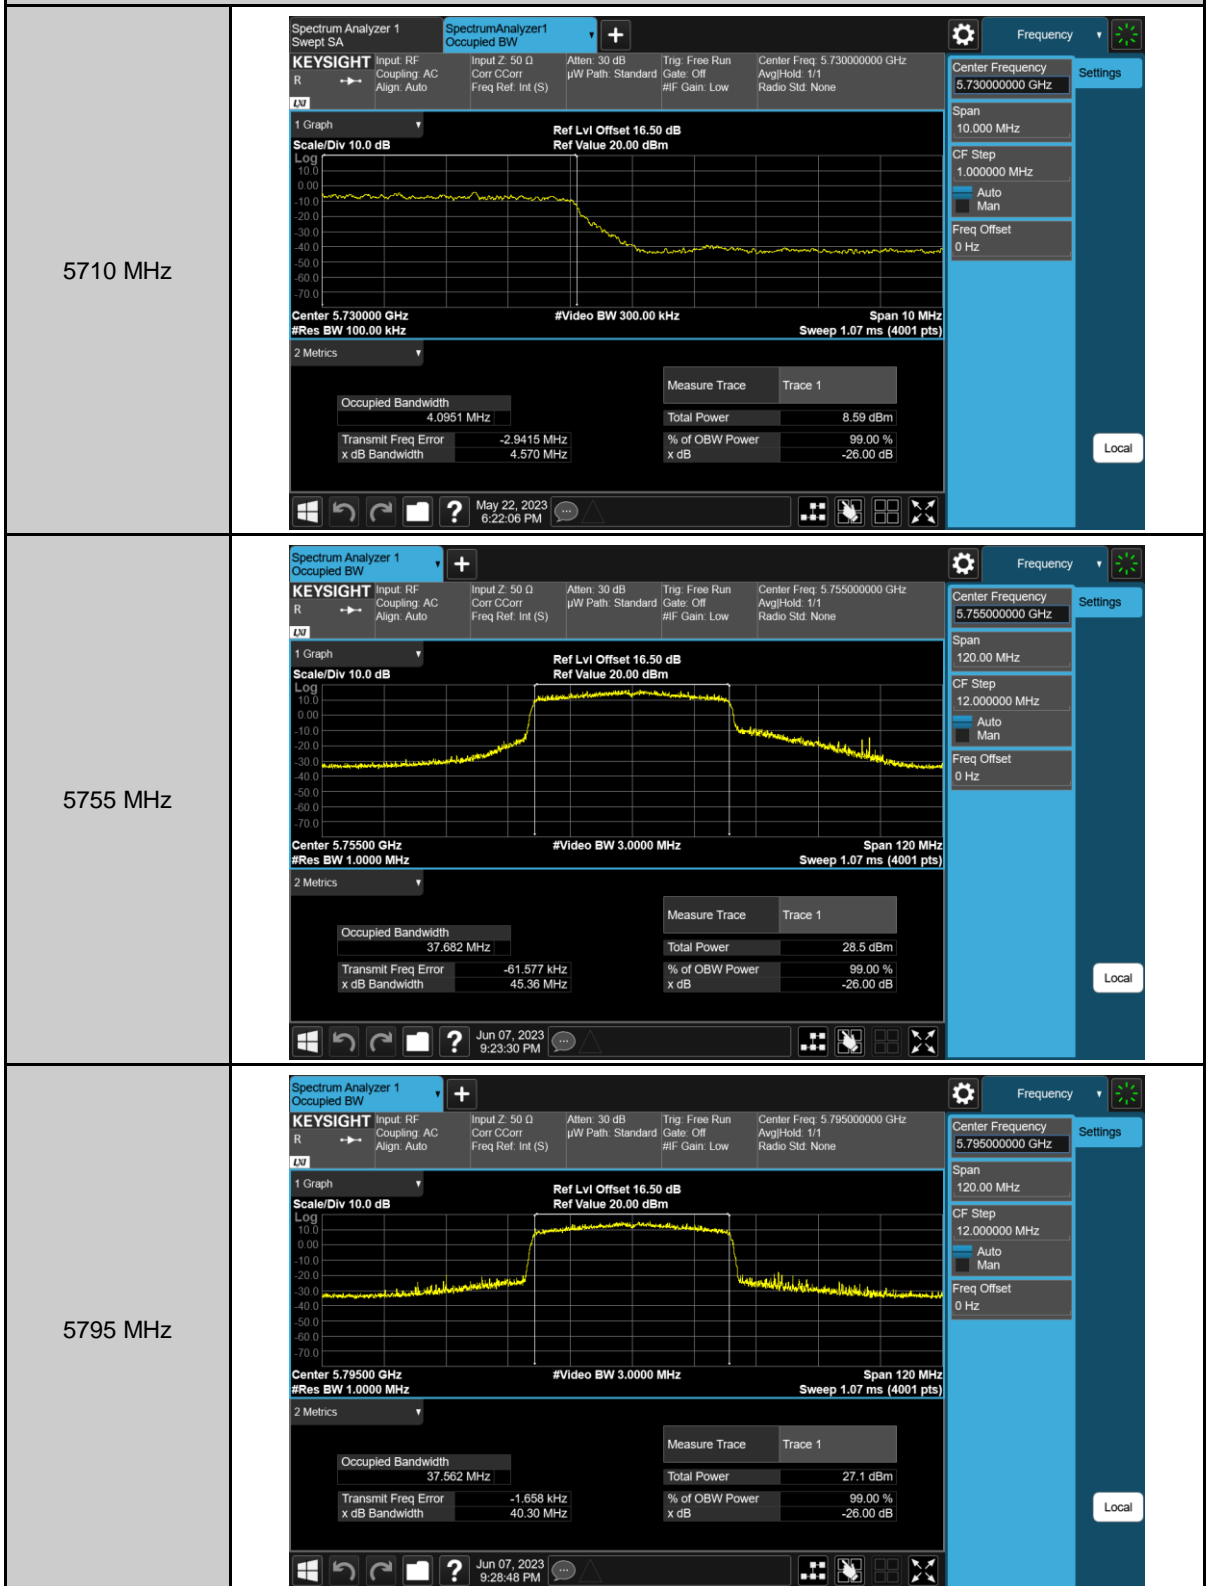 5710 MHz
Spectrum Analyzer 1
Swept SA
SpectrumAnalyzer1
Occupied BW
Frequency
KEYSIGHT
R
LXI
Input: RF
Coupling: AC
Align: Auto
Input Z: 50 Ω
Corr CCorr
Freq Ref: Int (S)
Atten: 30 dB
µW Path: Standard
Trig: Free Run
Gate: Off
#IF Gain: Low
Center Freq: 5.730000000 GHz
Avg|Hold: 1/1
Radio Std: None
Center Frequency
5.730000000 GHz
Settings
Span
10.000 MHz
CF Step
1.000000 MHz
Auto
Man
Freq Offset
0 Hz
Local
1 Graph
Scale/Div 10.0 dB
Ref Lvl Offset 16.50 dB
Ref Value 20.00 dBm
Log
10.0
0.00
-10.0
-20.0
-30.0
-40.0
-50.0
-60.0
-70.0
Center 5.730000 GHz
#Video BW 300.00 kHz
Span 10 MHz
#Res BW 100.00 kHz
Sweep 1.07 ms (4001 pts)
2 Metrics
Measure Trace Trace 1
Occupied Bandwidth
4.0951 MHz
Total Power 8.59 dBm
Transmit Freq Error -2.9415 MHz
% of OBW Power 99.00 %
x dB Bandwidth 4.570 MHz
x dB -26.00 dB
May 22, 2023
6:22:06 PM
5755 MHz
Spectrum Analyzer 1
Occupied BW
Frequency
KEYSIGHT
R
LXI
Input: RF
Coupling: AC
Align: Auto
Input Z: 50 Ω
Corr CCorr
Freq Ref: Int (S)
Atten: 30 dB
µW Path: Standard
Trig: Free Run
Gate: Off
#IF Gain: Low
Center Freq: 5.755000000 GHz
Avg|Hold: 1/1
Radio Std: None
Center Frequency
5.755000000 GHz
Settings
Span
120.00 MHz
CF Step
12.000000 MHz
Auto
Man
Freq Offset
0 Hz
Local
1 Graph
Scale/Div 10.0 dB
Ref Lvl Offset 16.50 dB
Ref Value 20.00 dBm
Log
10.0
0.00
-10.0
-20.0
-30.0
-40.0
-50.0
-60.0
-70.0
Center 5.75500 GHz
#Video BW 3.0000 MHz
Span 120 MHz
#Res BW 1.0000 MHz
Sweep 1.07 ms (4001 pts)
2 Metrics
Measure Trace Trace 1
Occupied Bandwidth
37.682 MHz
Total Power 28.5 dBm
Transmit Freq Error -61.577 kHz
% of OBW Power 99.00 %
x dB Bandwidth 45.36 MHz
x dB -26.00 dB
Jun 07, 2023
9:23:30 PM
5795 MHz
Spectrum Analyzer 1
Occupied BW
Frequency
KEYSIGHT
R
LXI
Input: RF
Coupling: AC
Align: Auto
Input Z: 50 Ω
Corr CCorr
Freq Ref: Int (S)
Atten: 30 dB
µW Path: Standard
Trig: Free Run
Gate: Off
#IF Gain: Low
Center Freq: 5.795000000 GHz
Avg|Hold: 1/1
Radio Std: None
Center Frequency
5.795000000 GHz
Settings
Span
120.00 MHz
CF Step
12.000000 MHz
Auto
Man
Freq Offset
0 Hz
Local
1 Graph
Scale/Div 10.0 dB
Ref Lvl Offset 16.50 dB
Ref Value 20.00 dBm
Log
10.0
0.00
-10.0
-20.0
-30.0
-40.0
-50.0
-60.0
-70.0
Center 5.79500 GHz
#Video BW 3.0000 MHz
Span 120 MHz
#Res BW 1.0000 MHz
Sweep 1.07 ms (4001 pts)
2 Metrics
Measure Trace Trace 1
Occupied Bandwidth
37.562 MHz
Total Power 27.1 dBm
Transmit Freq Error -1.658 kHz
% of OBW Power 99.00 %
x dB Bandwidth 40.30 MHz
x dB -26.00 dB
Jun 07, 2023
9:28:48 PM